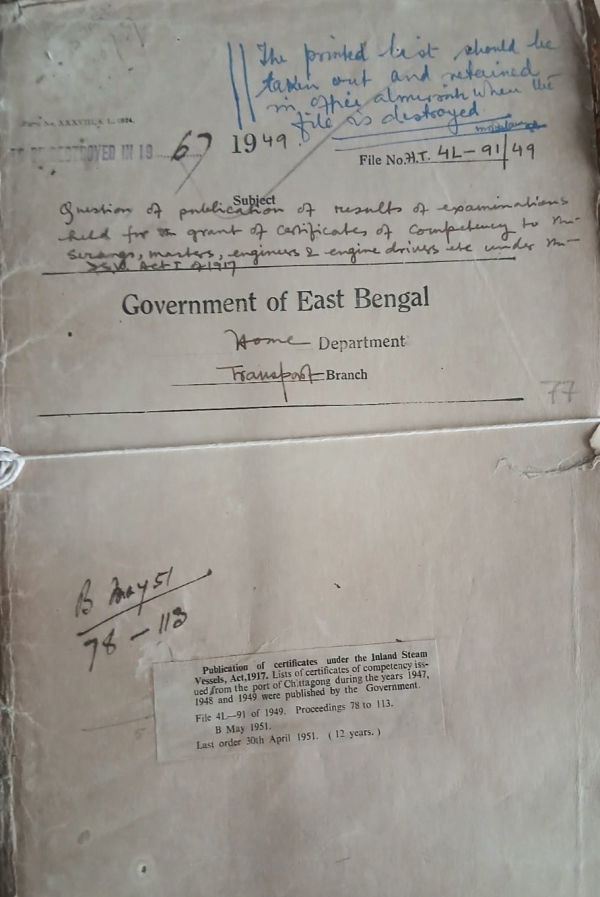 The printed list should be
taken out and retained
in office almirah when the
file is destroyed
TO BE DESTROYED IN 19 67
1949.
File No. H.T. 4L-91/49
Subject
Question of publication of results of examinations
held for the grant of certificates of Competency to the
serangs, masters, engineers & engine drivers etc under the
I.S.V. Act I of 1917
Government of East Bengal
Home Department
Transport Branch
77
B May 51
78 - 113
Publication of certificates under the Inland Steam
Vessels, Act,1917. Lists of certificates of competency iss-
ued from the port of Chittagong during the years 1947,
1948 and 1949 were published by the Government.
File 4L-91 of 1949. Proceedings 78 to 113.
B May 1951.
Last order 30th April 1951. ( 12 years. )